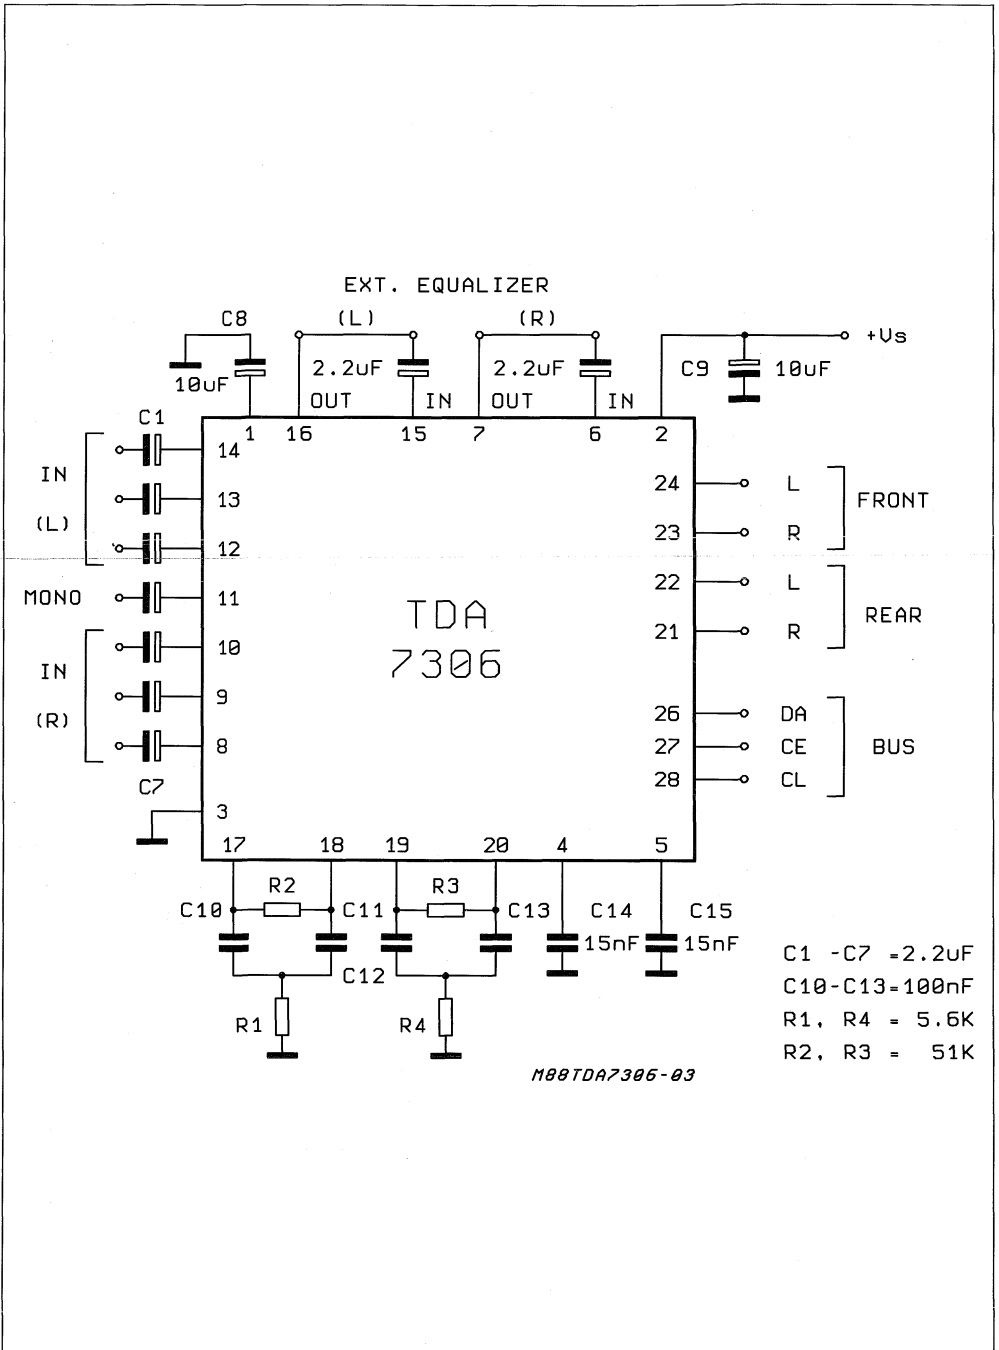 EXT. EQUALIZER
C8 (L) (R)
+Vs
10uF 2.2uF 2.2uF C9 10uF
OUT IN OUT IN
C1
1 16 15 7 6 2
14
IN
(L)
13
12
MONO 11
10
IN
(R)
9
8
C7
3
24 L
FRONT
23 R
22 L
REAR
21 R
26 DA
27 CE BUS
28 CL
TDA
7306
17 18 19 20 4 5
R2 R3
C10 C11 C13 C14 C15
15nF 15nF
C12
R1 R4
C1 -C7 =2.2uF
C10-C13=100nF
R1, R4 = 5.6K
R2, R3 = 51K
M88TDA7306-03